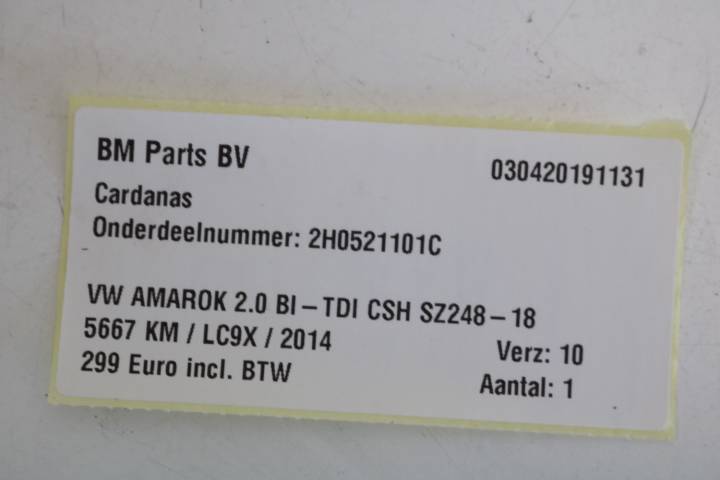 BM Parts BV 030420191131
Cardanas
Onderdeelnummer: 2H0521101C
VW AMAROK 2.0 BI – TDI CSH SZ248 – 18
5667 KM / LC9X / 2014 Verz: 10
299 Euro incl. BTW Aantal: 1